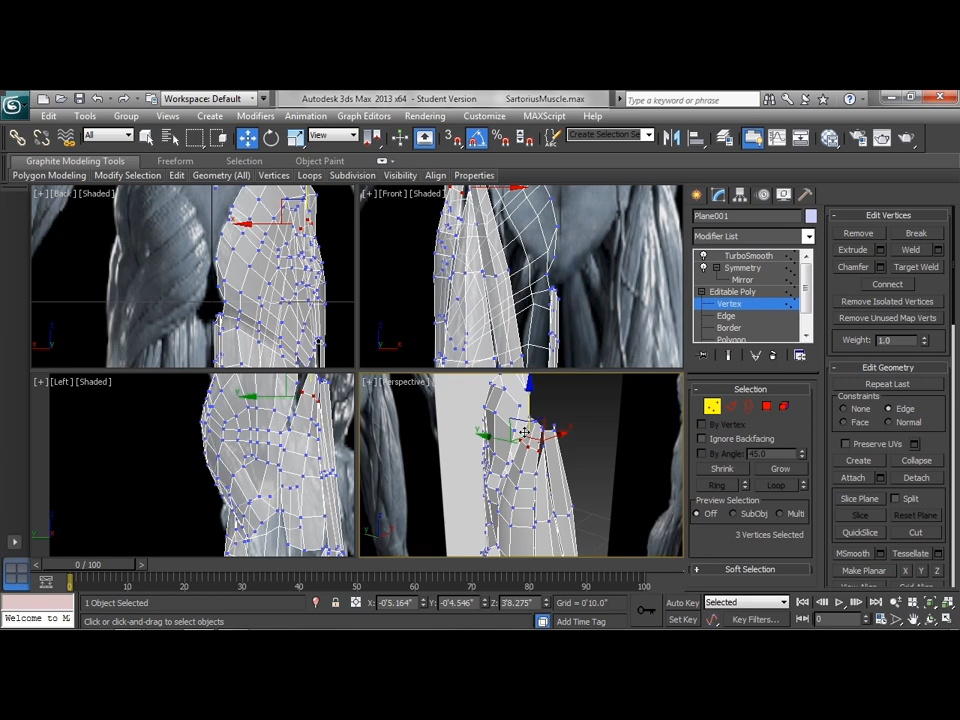 Workspace: Default
Autodesk 3ds Max 2013 x64 - Student Version
SartoriusMuscle.max
Type a keyword or phrase
Edit Tools Group Views Create Modifiers Animation Graph Editors Rendering Customize MAXScript Help
All
View
Create Selection Se
Graphite Modeling Tools Freeform Selection Object Paint
Polygon Modeling Modify Selection Edit Geometry (All) Vertices Loops Subdivision Visibility Align Properties
[+] [Back] [Shaded]
[+] [Front] [Shaded]
[+] [Left] [Shaded]
[+] [Perspective]
Plane001
Modifier List
TurboSmooth
Symmetry
Mirror
Editable Poly
Vertex
Edge
Border
Polygon
Selection
By Vertex
Ignore Backfacing
By Angle: 45.0
Shrink Grow
Ring Loop
Preview Selection
Off SubObj Multi
3 Vertices Selected
Soft Selection
Edit Vertices
Remove Break
Extrude Weld
Chamfer Target Weld
Connect
Remove Isolated Vertices
Remove Unused Map Verts
Weight: 1.0
Edit Geometry
Repeat Last
Constraints
None Edge
Face Normal
Preserve UVs
Create Collapse
Attach Detach
Slice Plane Split
Slice Reset Plane
QuickSlice Cut
MSmooth Tessellate
Make Planar X Y Z
0 / 100
0 10 20 30 40 50 60 70 80 90 100
1 Object Selected
X: -0'5.164" Y: -0'4.546" Z: 3'8.275" Grid = 0'10.0"
Auto Key Selected
Welcome to M
Click or click-and-drag to select objects
Add Time Tag
Set Key Key Filters... 0